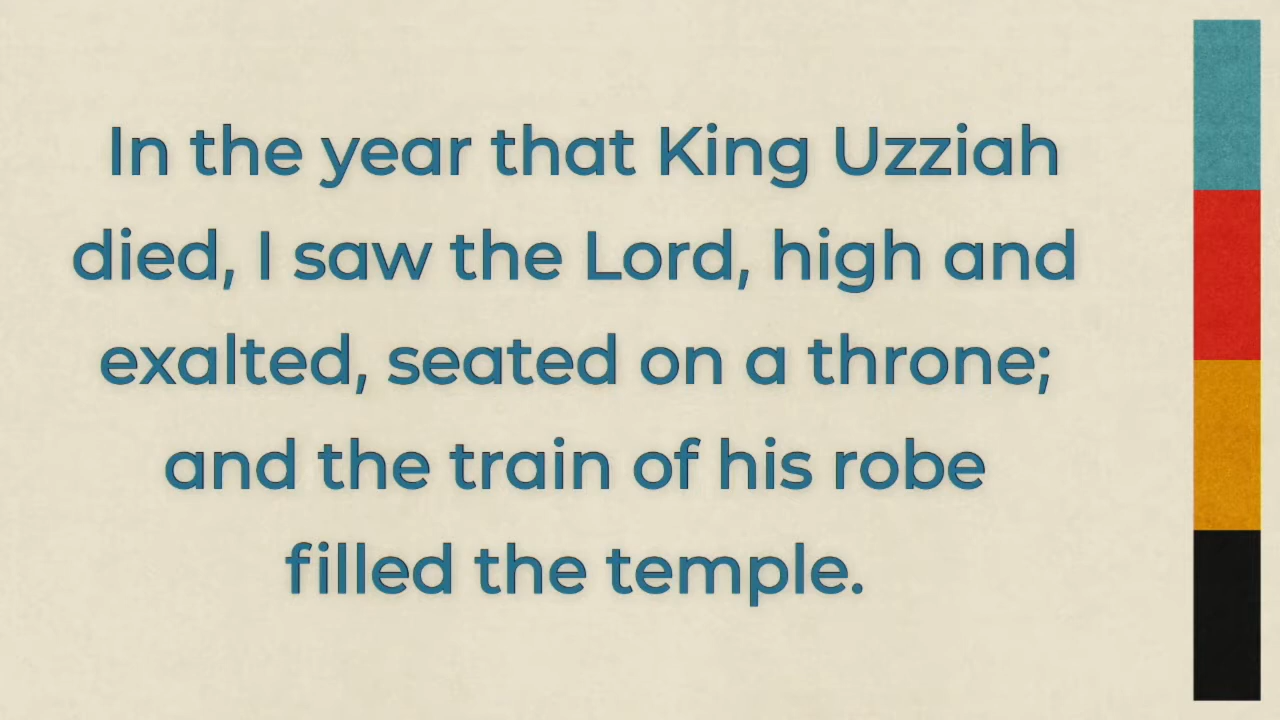 In the year that King Uzziah
died, I saw the Lord, high and
exalted, seated on a throne;
and the train of his robe
filled the temple.